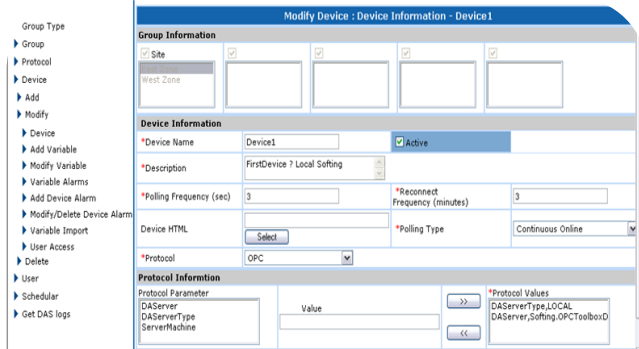 Modify Device : Device Information - Device1
Group Type
Group
Protocol
Device
Add
Modify
Device
Add Variable
Modify Variable
Variable Alarms
Add Device Alarm
Modify/Delete Device Alarm
Variable Import
User Access
Delete
User
Schedular
Get DAS logs
Group Information
Site
West Zone
Device Information
*Device Name
Device1
Active
*Description
FirstDevice ? Local Softing
*Polling Frequency (sec)
3
*Reconnect
Frequency (minutes)
3
Device HTML
Select
*Polling Type
Continuous Online
*Protocol
OPC
Protocol Informtion
Protocol Parameter
DAServer
DAServerType
ServerMachine
Value
>>
<<
*Protocol Values
DAServerType,LOCAL
DAServer,Softing.OPCToolboxD